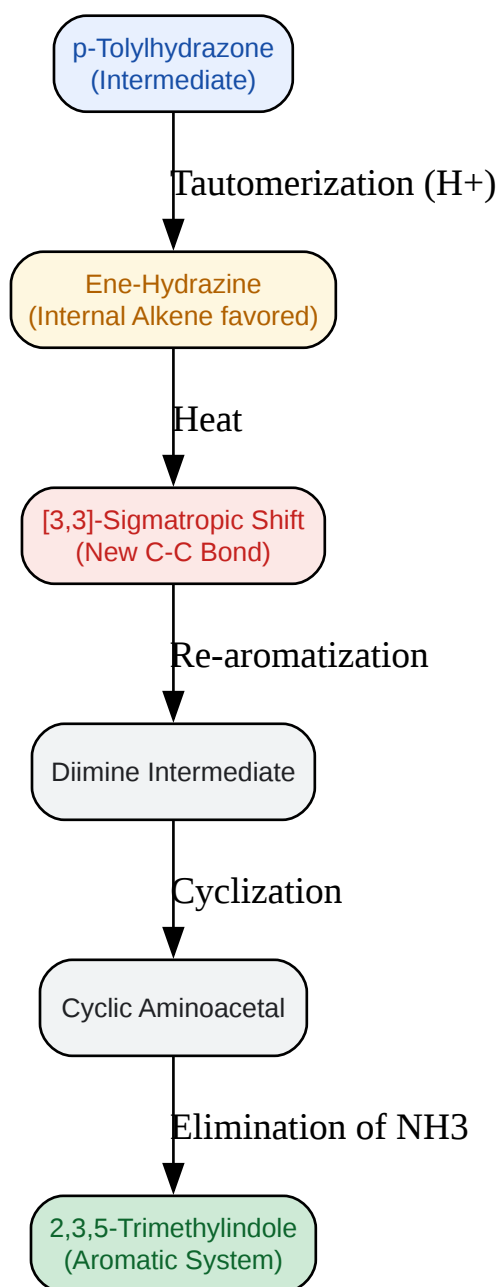 p-Tolylhydrazone
(Intermediate)
Tautomerization (H+)
Ene-Hydrazine
(Internal Alkene favored)
Heat
[3,3]-Sigmatropic Shift
(New C-C Bond)
Re-aromatization
Diimine Intermediate
Cyclization
Cyclic Aminoacetal
Elimination of NH3
2,3,5-Trimethylindole
(Aromatic System)